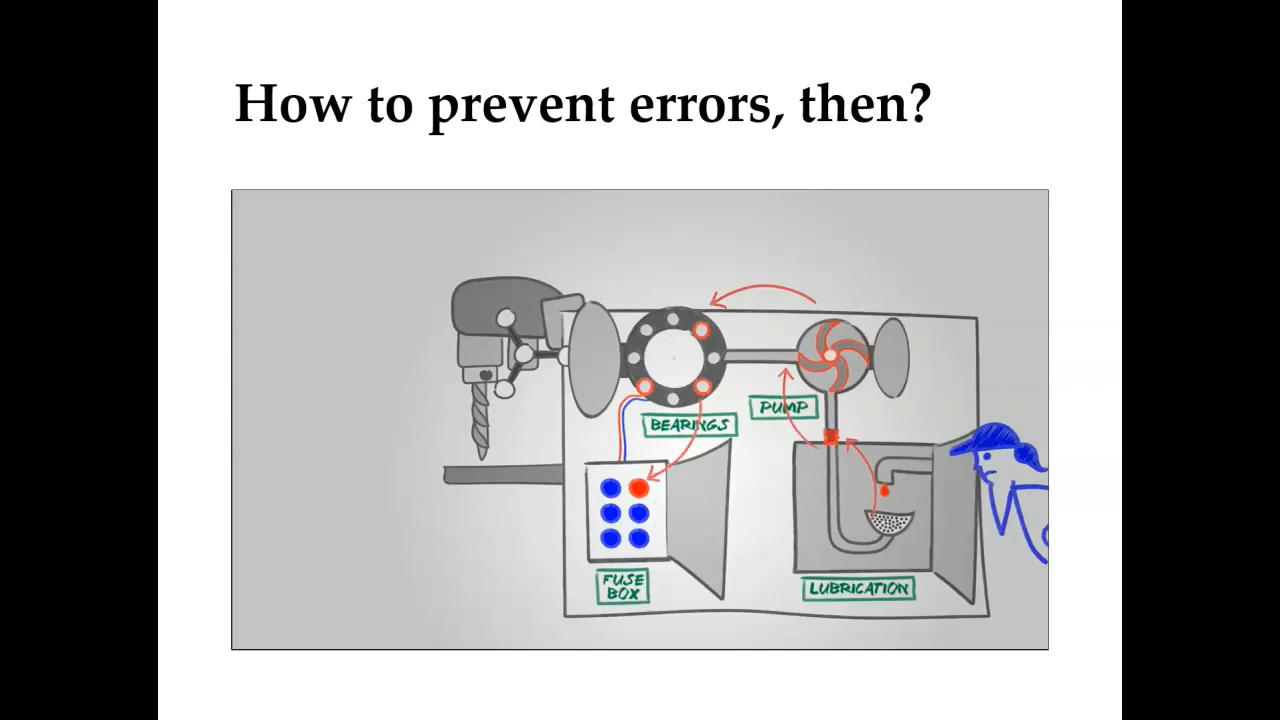 How to prevent errors, then?
BEARINGS
PUMP
FUSE
BOX
LUBRICATION